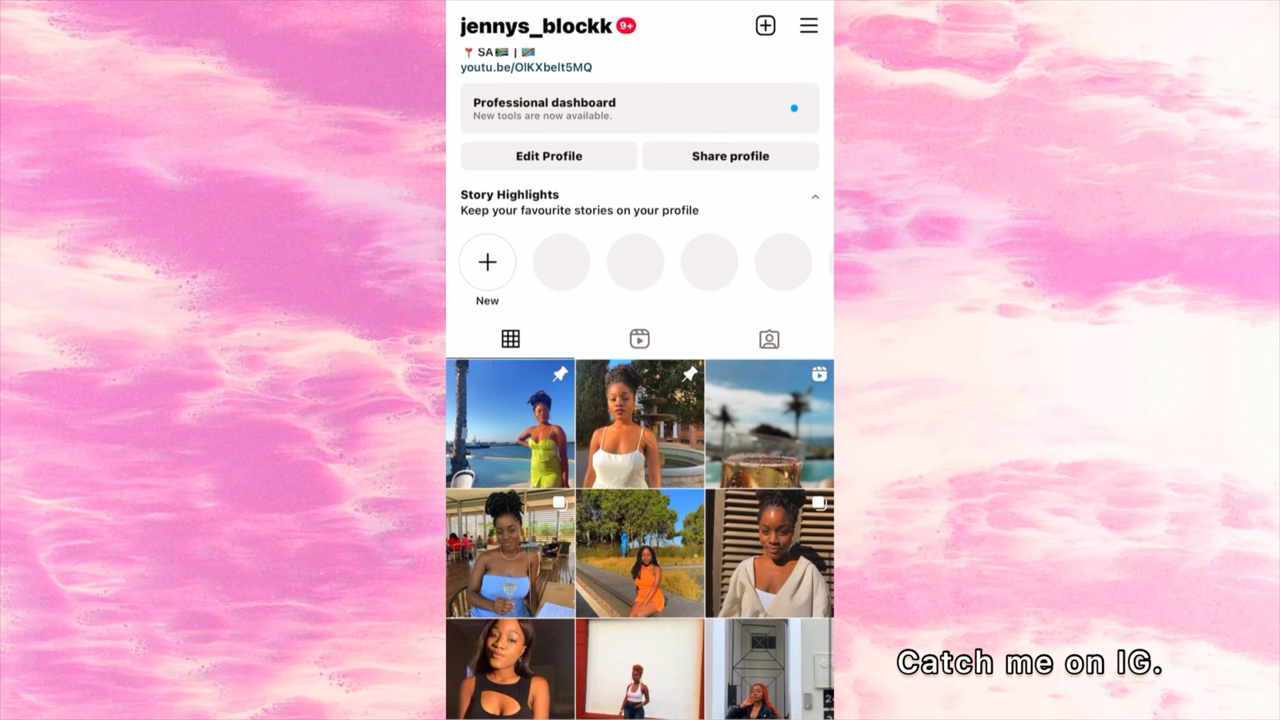 jennys_blockk 9+
📍 SA🇿🇦 | 🇨🇩
youtu.be/OlKXbelt5MQ
Professional dashboard
New tools are now available.
Edit Profile
Share profile
Story Highlights
Keep your favourite stories on your profile
New
Catch me on IG.